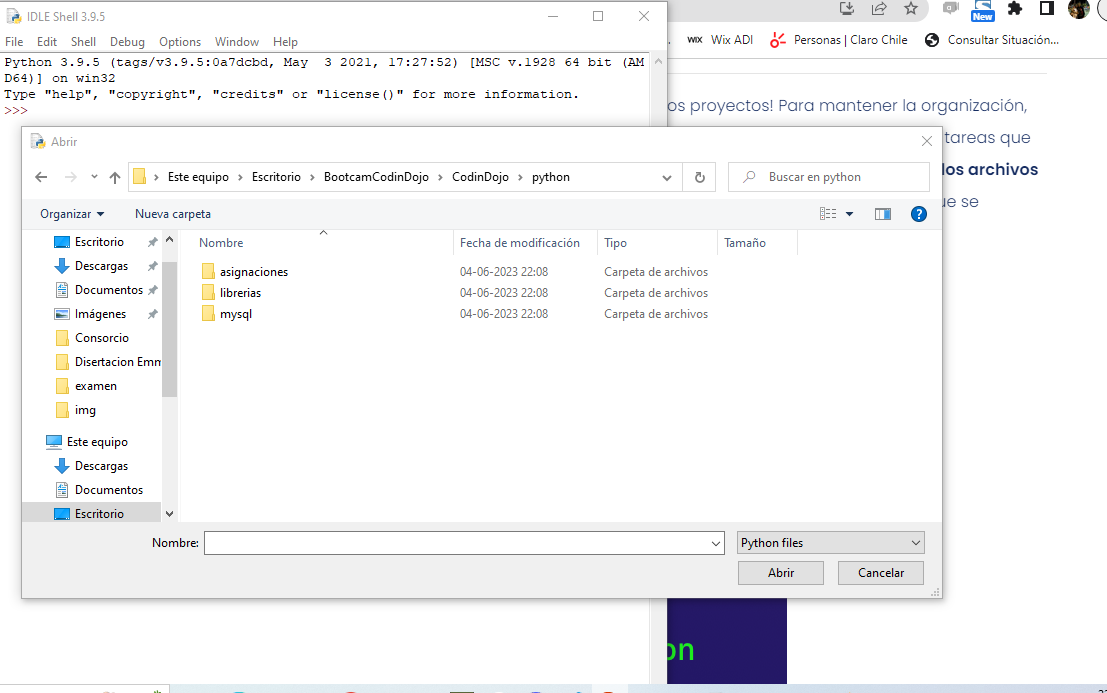 IDLE Shell 3.9.5
File Edit Shell Debug Options Window Help
Python 3.9.5 (tags/v3.9.5:0a7dcbd, May  3 2021, 17:27:52) [MSC v.1928 64 bit (AM
D64)] on win32
Type "help", "copyright", "credits" or "license()" for more information.
>>>
New
WIX Wix ADI
Personas | Claro Chile
Consultar Situación...
os proyectos! Para mantener la organización,
tareas que
los archivos
ue se
Abrir
Este equipo > Escritorio > BootcamCodinDojo > CodinDojo > python
Buscar en python
Organizar
Nueva carpeta
Escritorio
Descargas
Documentos
Imágenes
Consorcio
Disertacion Emm
examen
img
Este equipo
Descargas
Documentos
Escritorio
Nombre Fecha de modificación Tipo Tamaño
asignaciones 04-06-2023 22:08 Carpeta de archivos
librerias 04-06-2023 22:08 Carpeta de archivos
mysql 04-06-2023 22:08 Carpeta de archivos
Nombre:
Python files
Abrir Cancelar
on